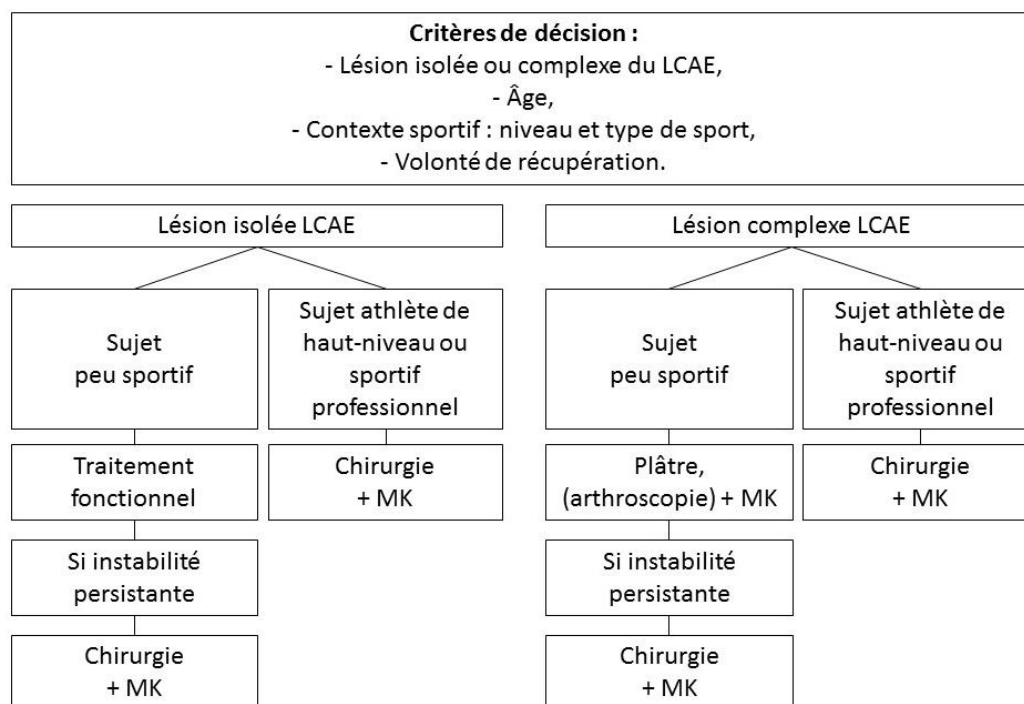 Critères de décision :
- Lésion isolée ou complexe du LCAE,
- Âge,
- Contexte sportif : niveau et type de sport,
- Volonté de récupération.
Lésion isolée LCAE
Lésion complexe LCAE
Sujet
peu sportif
Sujet athlète de
haut-niveau ou
sportif
professionnel
Sujet
peu sportif
Sujet athlète de
haut-niveau ou
sportif
professionnel
Traitement
fonctionnel
Chirurgie
+ MK
Plâtre,
(arthroscopie) + MK
Chirurgie
+ MK
Si instabilité
persistante
Si instabilité
persistante
Chirurgie
+ MK
Chirurgie
+ MK